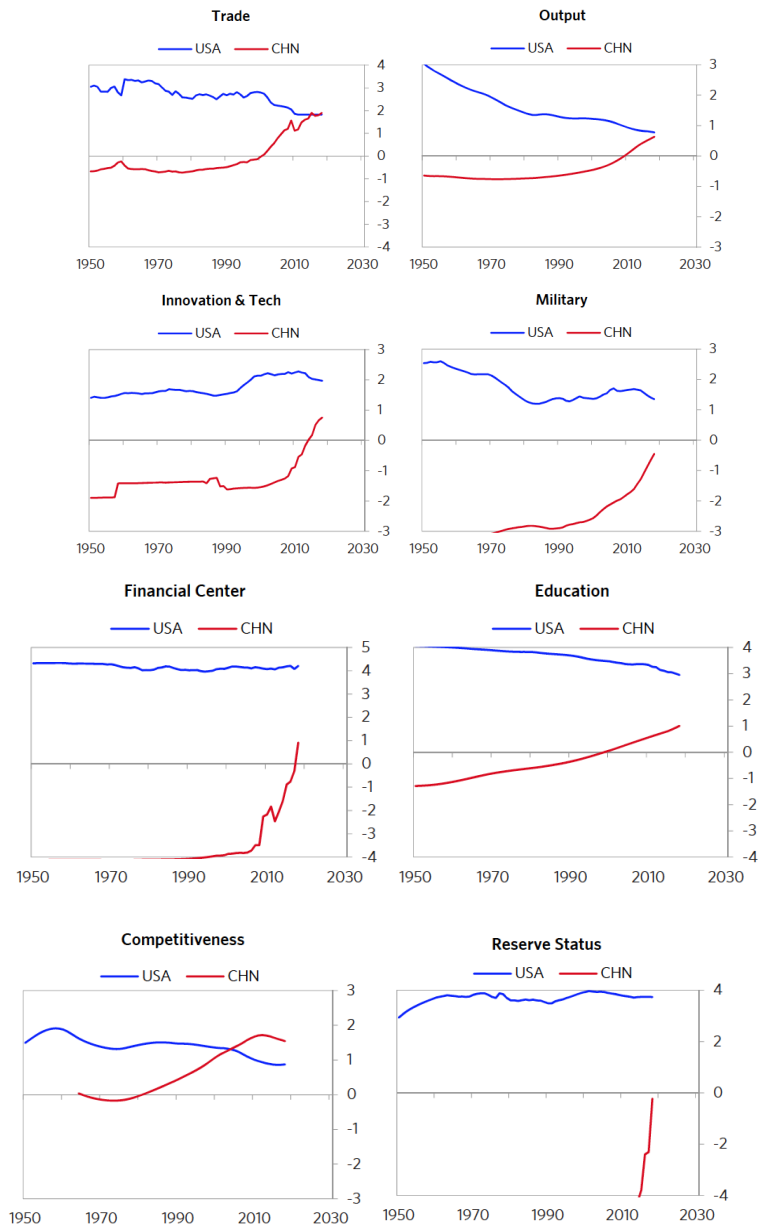 Trade
USA CHN
4
3
2
1
0
-1
-2
-3
-4
1950 1970 1990 2010 2030
Output
USA CHN
3
2
1
0
-1
-2
-3
1950 1970 1990 2010 2030
Innovation & Tech
USA CHN
3
2
1
0
-1
-2
-3
1950 1970 1990 2010 2030
Military
USA CHN
3
2
1
0
-1
-2
-3
1950 1970 1990 2010 2030
Financial Center
USA CHN
5
4
3
2
1
0
-1
-2
-3
-4
1950 1970 1990 2010 2030
Education
USA CHN
4
3
2
1
0
-1
-2
-3
-4
1950 1970 1990 2010 2030
Competitiveness
USA CHN
3
2
1
0
-1
-2
-3
1950 1970 1990 2010 2030
Reserve Status
USA CHN
4
2
0
-2
-4
1950 1970 1990 2010 2030